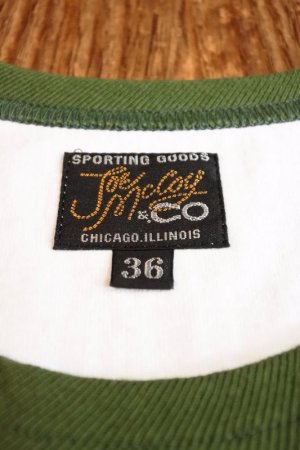 SPORTING GOODS
Joe McCoy
& CO
CHICAGO.ILLINOIS
36